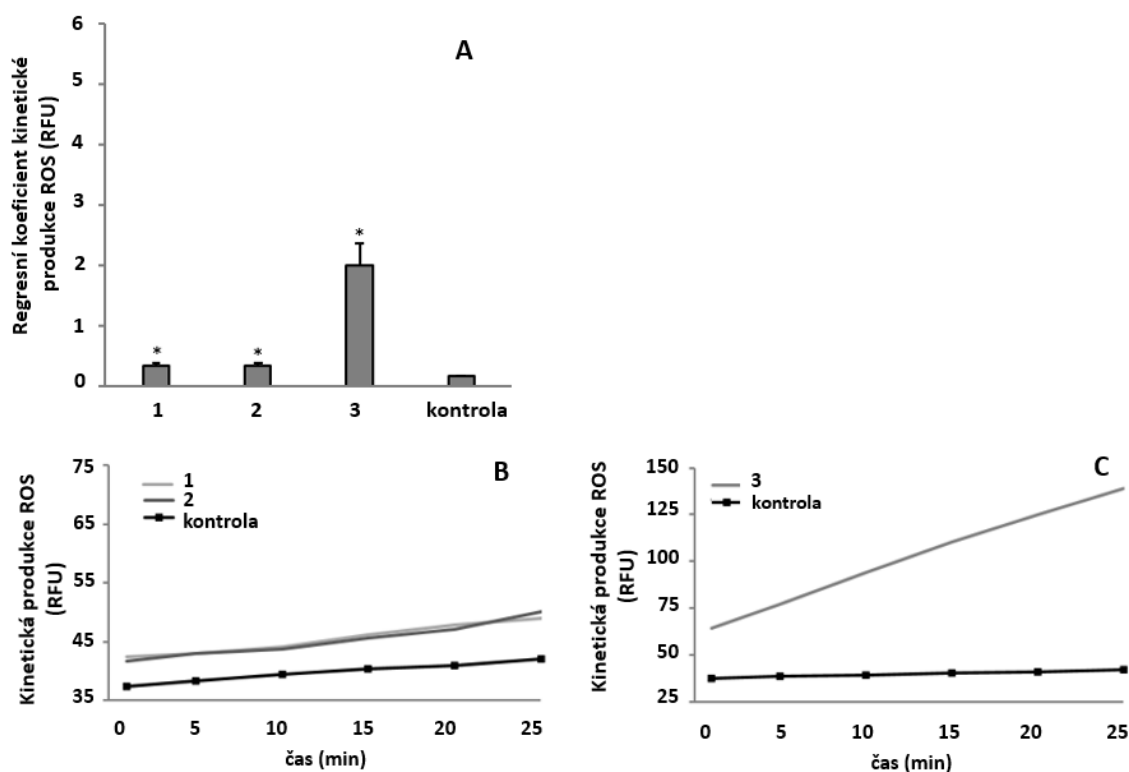 A
Regresní koeficient kinetické
produkce ROS (RFU)
6
5
4
3
2
1
0
*
*
*
1 2 3 kontrola
B
Kinetická produkce ROS
(RFU)
75
65
55
45
35
1
2
kontrola
0 5 10 15 20 25
čas (min)
C
Kinetická produkce ROS
(RFU)
150
125
100
75
50
25
3
kontrola
0 5 10 15 20 25
čas (min)